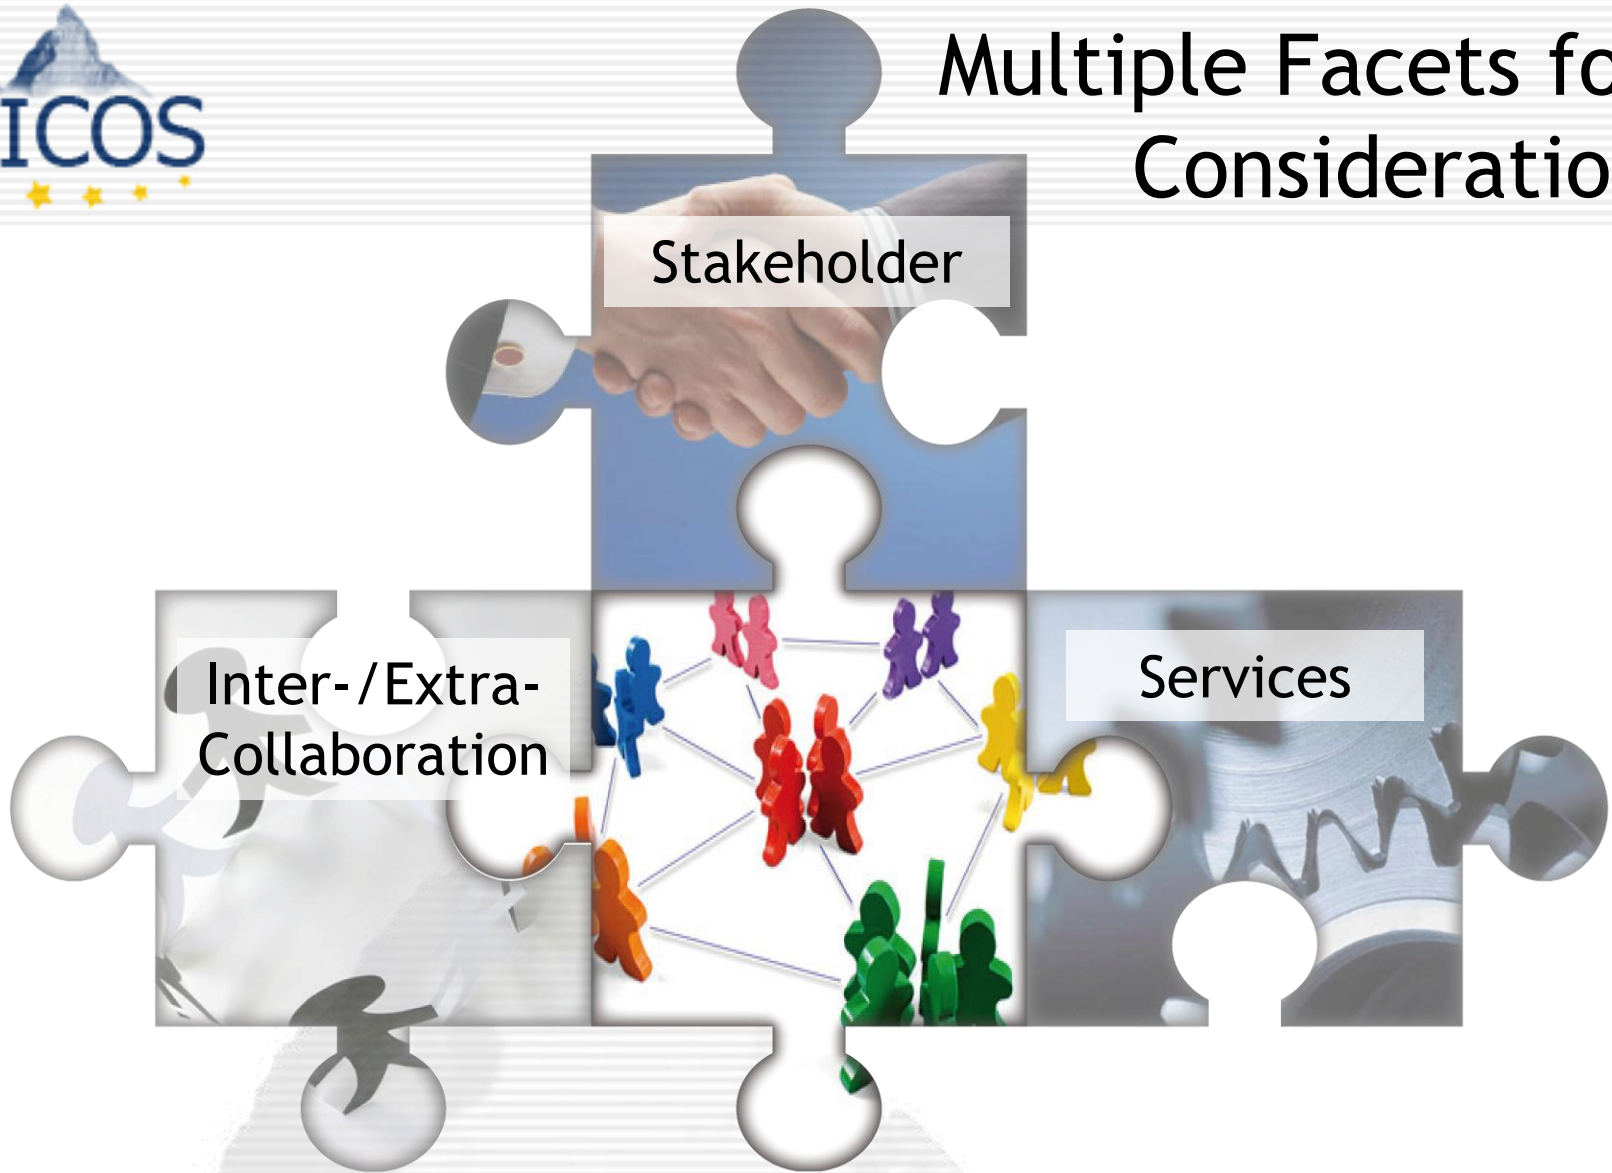 ICOS
Multiple Facets fo
Consideratio
Stakeholder
Inter-/Extra-
Collaboration
Services